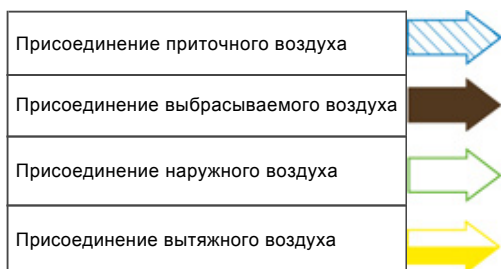 Присоединение приточного воздуха
Присоединение выбрасываемого воздуха
Присоединение наружного воздуха
Присоединение вытяжного воздуха